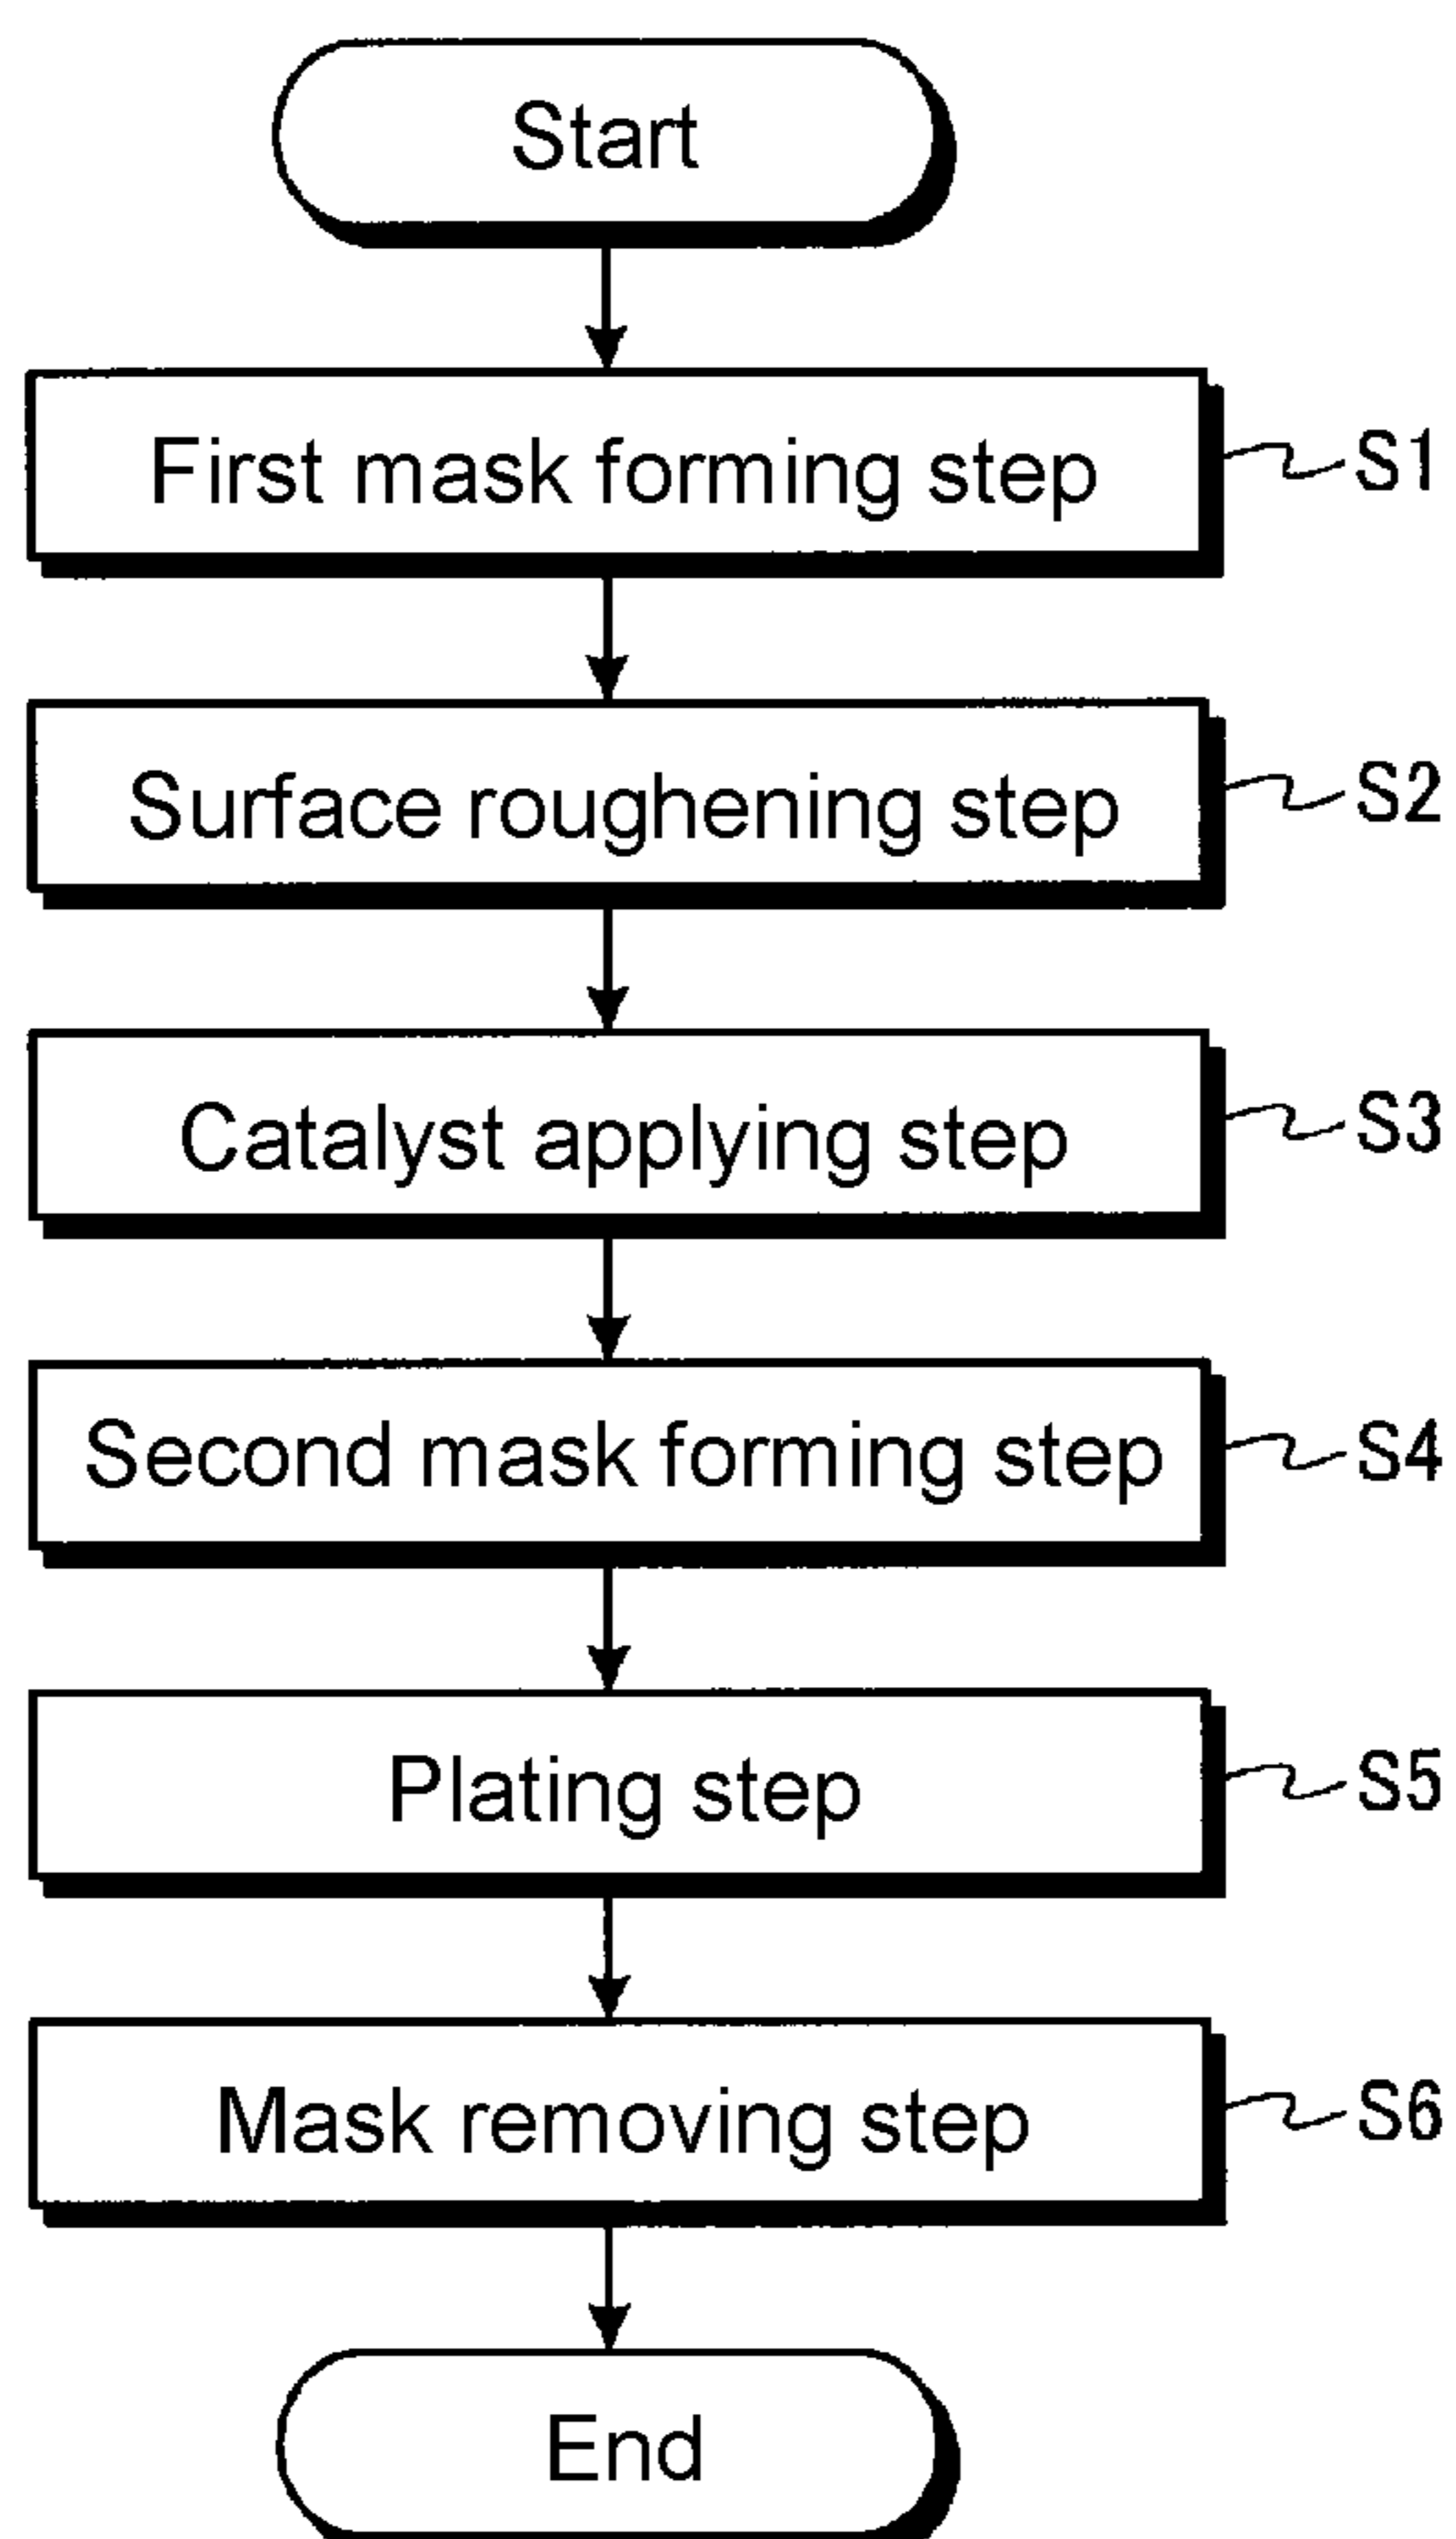 Start
First mask forming step
S1
Surface roughening step
S2
Catalyst applying step
S3
Second mask forming step
S4
Plating step
S5
Mask removing step
S6
End